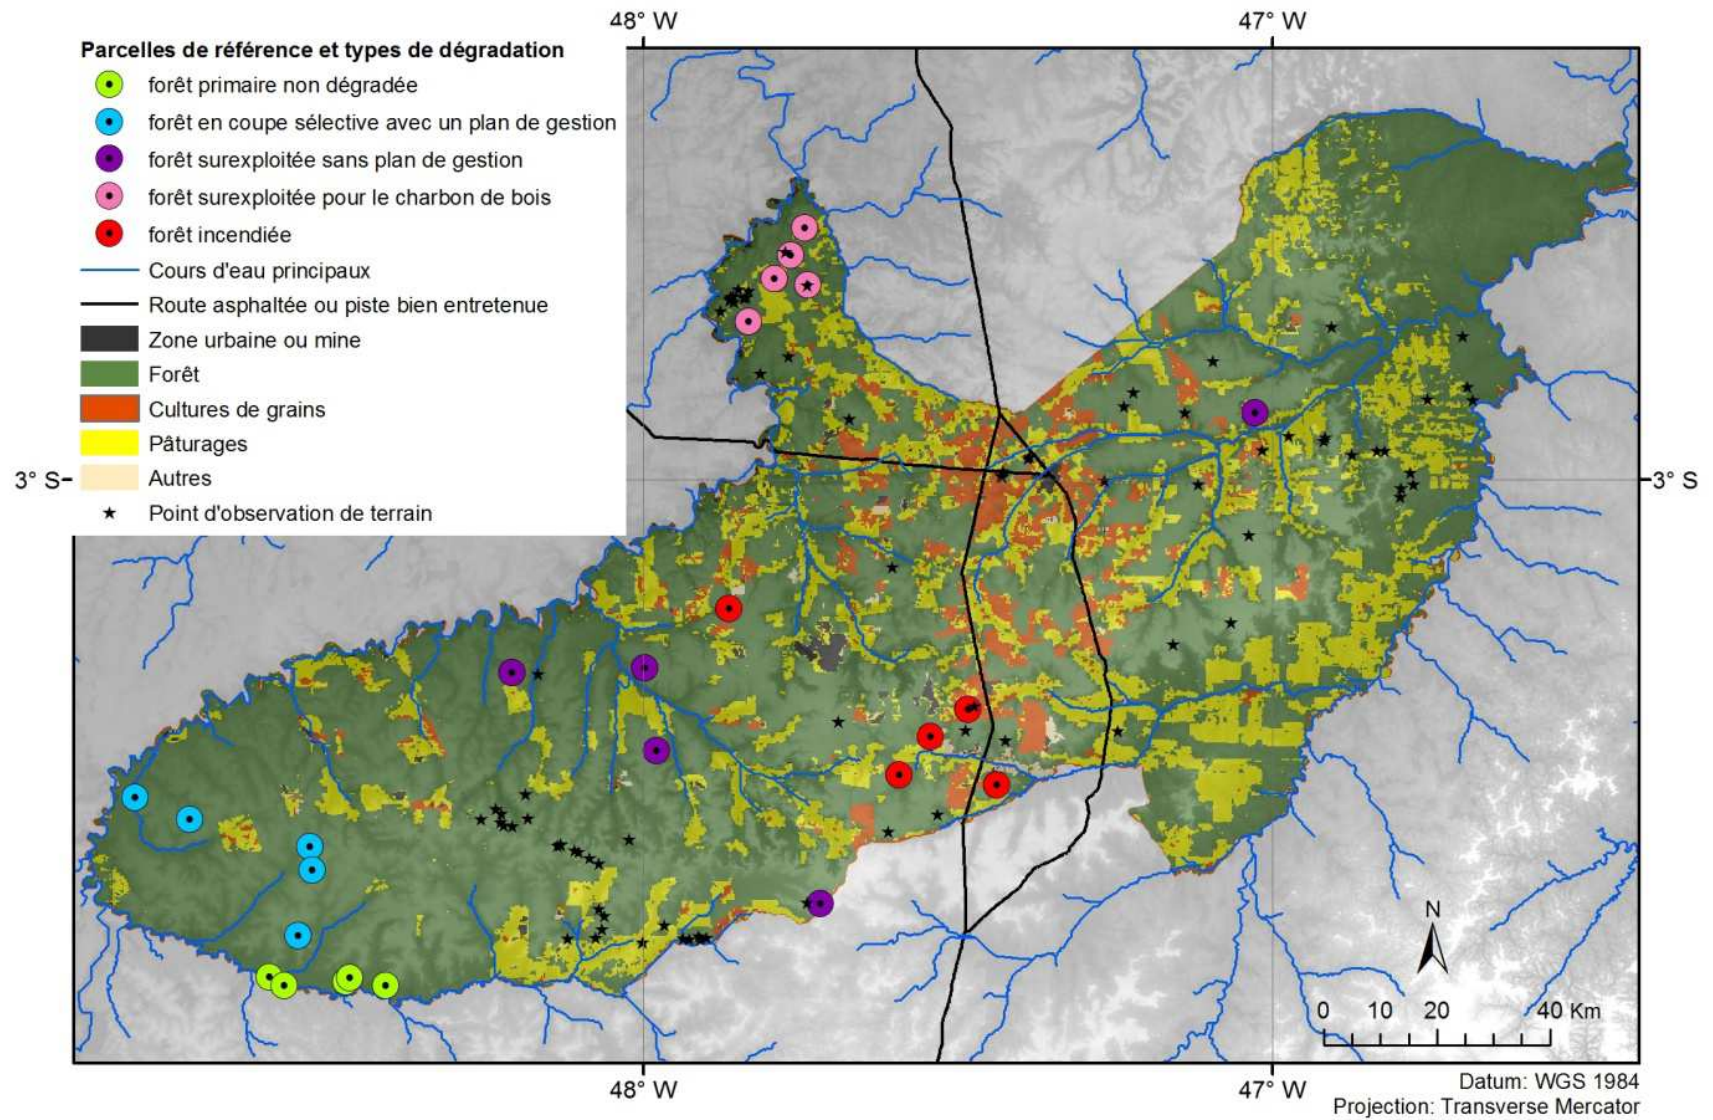 48° W
47° W
Parcelles de référence et types de dégradation
forêt primaire non dégradée
forêt en coupe sélective avec un plan de gestion
forêt surexploitée sans plan de gestion
forêt surexploitée pour le charbon de bois
forêt incendiée
Cours d'eau principaux
Route asphaltée ou piste bien entretenue
Zone urbaine ou mine
Forêt
Cultures de grains
Pâturages
Autres
Point d'observation de terrain
3° S
3° S
N
0 10 20 40 Km
48° W
47° W
Datum: WGS 1984
Projection: Transverse Mercator